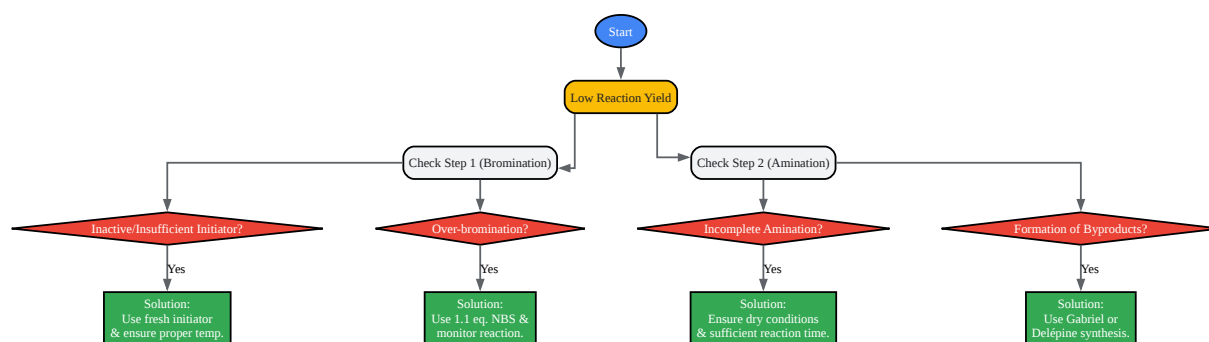 Start
Low Reaction Yield
Check Step 1 (Bromination)
Check Step 2 (Amination)
Inactive/Insufficient Initiator?
Over-bromination?
Incomplete Amination?
Formation of Byproducts?
Yes
Yes
Yes
Yes
Solution:
Use fresh initiator
& ensure proper temp.
Solution:
Use 1.1 eq. NBS &
monitor reaction.
Solution:
Ensure dry conditions
& sufficient reaction time.
Solution:
Use Gabriel or
Delépine synthesis.